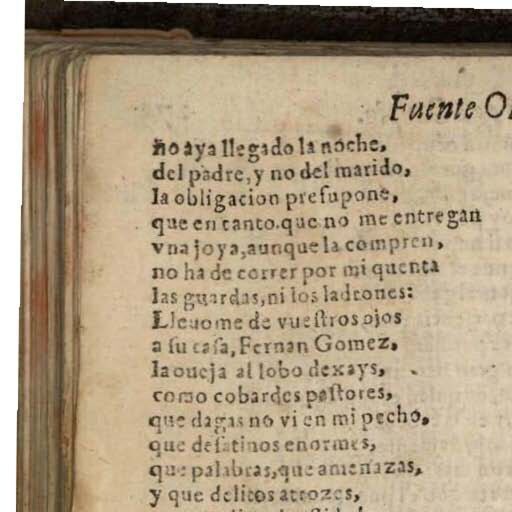 Fuente O
no aya llegado la noche,
del padre, y no del marido,
la obligacion presupone,
que en tanto que no me entregan
vna joya, aunque la compren,
no ha de correr por mi quenta
las guardas, ni los ladrones:
Lleuome de vuestros ojos
a su casa, Fernan Gomez,
la oueja al lobo dexays,
como cobardes pastores,
que dagas no vi en mi pecho,
que desatinos enormes,
que palabras, que amenazas,
y que delitos atrozes,